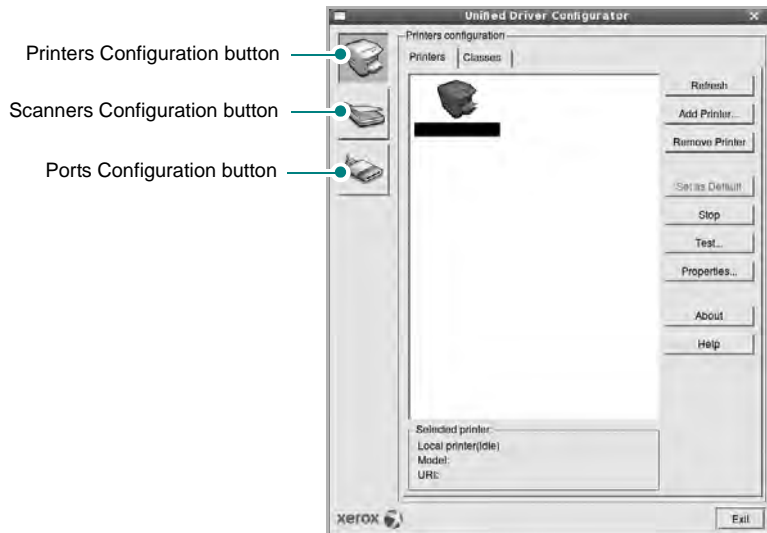 Unified Driver Configurator
Printers Configuration button
Scanners Configuration button
Ports Configuration button
Printers configuration
Printers
Classes
Refresh
Add Printer...
Remove Printer
Set as Default
Stop
Test...
Properties...
About
Help
Selected printer:
Local printer(idle)
Model:
URI:
xerox
Exit